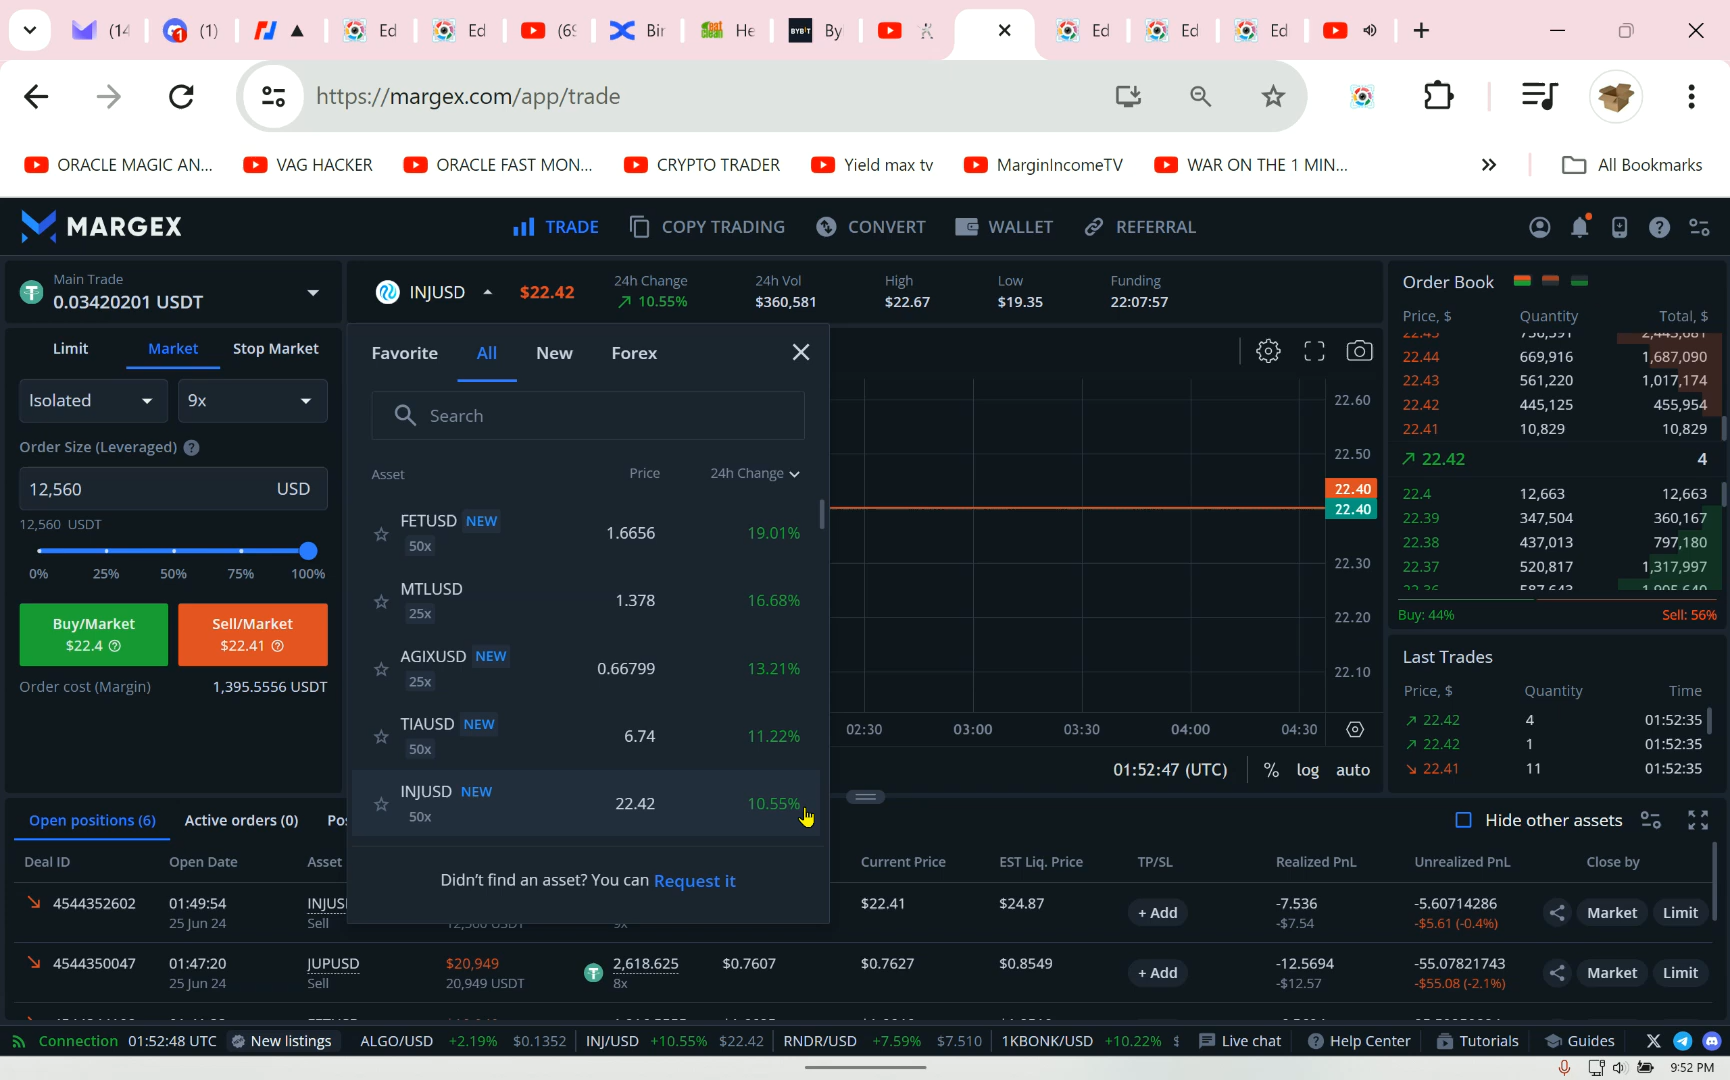 (14
(1)
Ed
Ed
(69
Bir
He
BYBIT
By
Ed
Ed
Ed
https://margex.com/app/trade
ORACLE MAGIC AN...
VAG HACKER
ORACLE FAST MON...
CRYPTO TRADER
Yield max tv
MarginIncomeTV
WAR ON THE 1 MIN...
All Bookmarks
MARGEX
TRADE
COPY TRADING
CONVERT
WALLET
REFERRAL
Main Trade
0.03420201 USDT
INJUSD
$22.42
24h Change
10.55%
24h Vol
$360,581
High
$22.67
Low
$19.35
Funding
22:07:57
Limit Market Stop Market
Isolated
9x
Order Size (Leveraged)
12,560 USD
12,560 USDT
0% 25% 50% 75% 100%
Buy/Market
$22.4
Sell/Market
$22.41
Order cost (Margin) 1,395.5556 USDT
Favorite All New Forex
Search
Asset Price 24h Change
FETUSD NEW
50x
1.6656 19.01%
MTLUSD
25x
1.378 16.68%
AGIXUSD NEW
25x
0.66799 13.21%
TIAUSD NEW
50x
6.74 11.22%
INJUSD NEW
50x
22.42 10.55%
Didn't find an asset? You can Request it
22.60
22.50
22.40
22.40
22.30
22.20
22.10
02:30 03:00 03:30 04:00 04:30
01:52:47 (UTC) % log auto
Order Book
Price, $ Quantity Total, $
22.44 669,916 1,687,090
22.43 561,220 1,017,174
22.42 445,125 455,954
22.41 10,829 10,829
22.42 4
22.4 12,663 12,663
22.39 347,504 360,167
22.38 437,013 797,180
22.37 520,817 1,317,997
Buy: 44% Sell: 56%
Last Trades
Price, $ Quantity Time
22.42 4 01:52:35
22.42 1 01:52:35
22.41 11 01:52:35
Open positions (6) Active orders (0) Pos
Hide other assets
Deal ID Open Date Asset Current Price EST Liq. Price TP/SL Realized PnL Unrealized PnL Close by
4544352602 01:49:54 INJUS $22.41 $24.87 + Add -7.536 -5.60714286 Market Limit
25 Jun 24 Sell 12,560 USDT 9x -$7.54 -$5.61 (-0.4%)
4544350047 01:47:20 JUPUSD $20,949 2,618.625 $0.7607 $0.7627 $0.8549 + Add -12.5694 -55.07821743 Market Limit
25 Jun 24 Sell 20,949 USDT 8x -$12.57 -$55.08 (-2.1%)
Connection 01:52:48 UTC New listings ALGO/USD +2.19% $0.1352 INJ/USD +10.55% $22.42 RNDR/USD +7.59% $7.510 1KBONK/USD +10.22% $ Live chat Help Center Tutorials Guides
9:52 PM